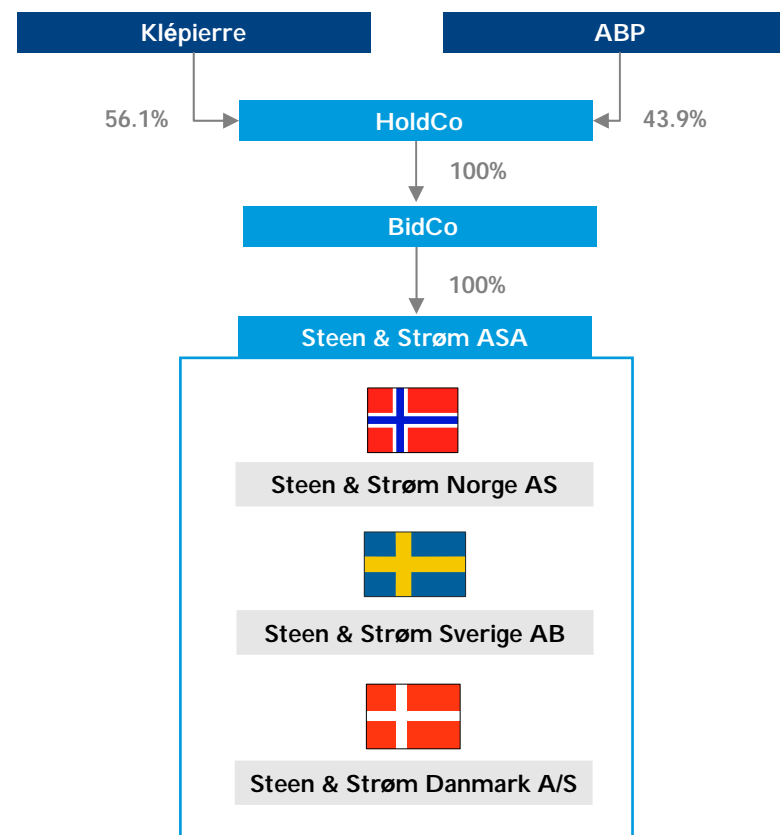 Klépierre
ABP
56.1%
HoldCo
43.9%
100%
BidCo
100%
Steen & Strøm ASA
Steen & Strøm Norge AS
Steen & Strøm Sverige AB
Steen & Strøm Danmark A/S